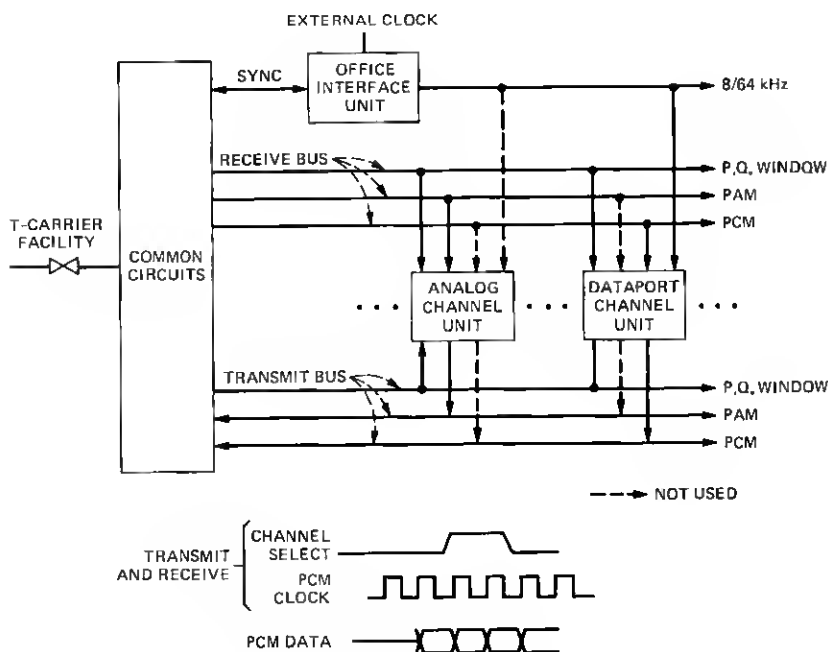 EXTERNAL CLOCK
OFFICE
INTERFACE
UNIT
SYNC
8/64 kHz
RECEIVE BUS
P,Q, WINDOW
PAM
PCM
T-CARRIER
FACILITY
COMMON
CIRCUITS
ANALOG
CHANNEL
UNIT
DATAPORT
CHANNEL
UNIT
TRANSMIT BUS
P,Q, WINDOW
PAM
PCM
NOT USED
TRANSMIT
AND RECEIVE
CHANNEL
SELECT
PCM
CLOCK
PCM DATA